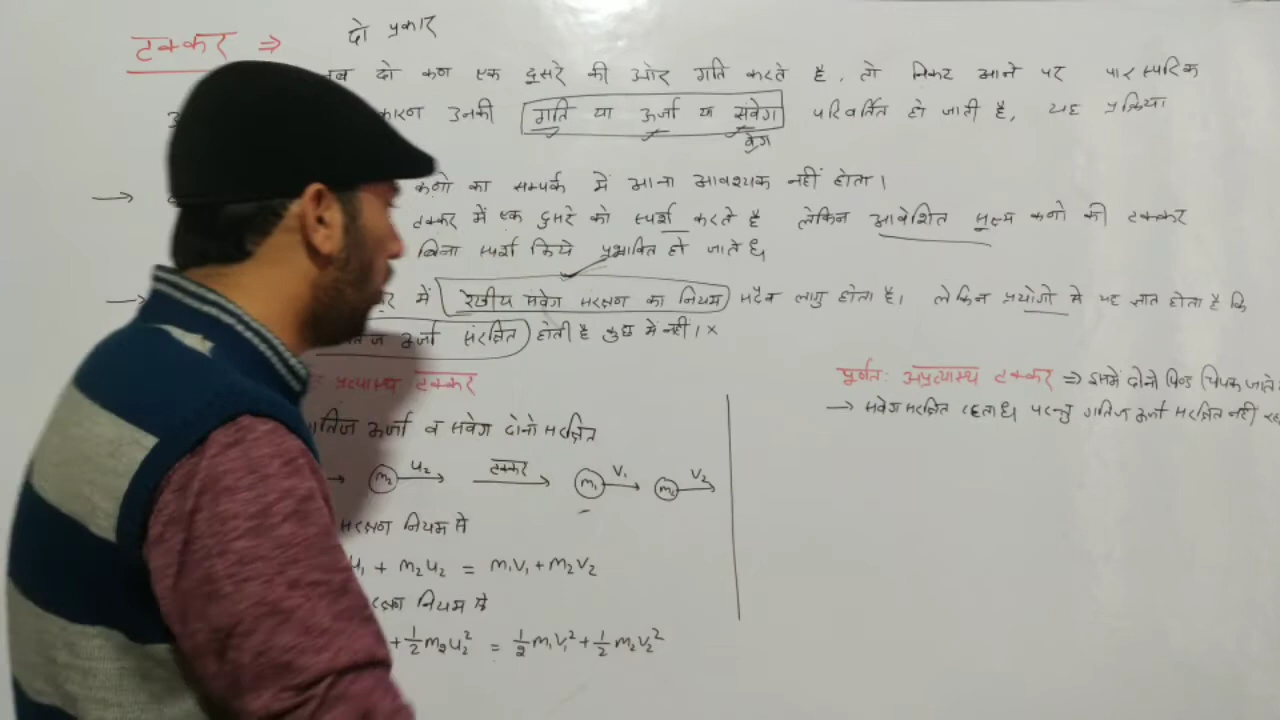 टक्कर ⇒ दो प्रकार
दो कण एक दूसरे की ओर गति करते है, तो निकट आने पर पारस्परिक
कारण उनकी गति या ऊर्जा या संवेग परिवर्तित हो जाती है, यह प्रक्रिया
वेग
→ कणो का सम्पर्क में आना आवश्यक नहीं होता।
टक्कर में एक दुसरे को स्पर्श करते है लेकिन आवेशित सूक्ष्म कणो की टक्कर
बिना स्पर्श किये प्रभावित हो जाते है।
→ में रेखीय संवेग संरक्षण का नियम सदैव लागु होता है। लेकिन प्रयोगो से यह ज्ञात होता है कि
ऊर्जा संरक्षित होती है कुछ मे नहीं। ×
प्रत्यास्थ टक्कर
गतिज ऊर्जा व संवेग दोनो संरक्षित
→ m₂ u₂ → टक्कर → m₁ v₁ → v₂ →
संरक्षण नियम से
u₁ + m₂u₂ = m₁v₁ + m₂v₂
नियम से
+ ½m₂u₂² = ½m₁v₁² + ½m₂v₂²
पूर्णतः अप्रत्यास्थ टक्कर ⇒ इसमें दोनो पिण्ड चिपक जाते
→ संवेग संरक्षित रहता है। परन्तु गतिज ऊर्जा संरक्षित नहीं